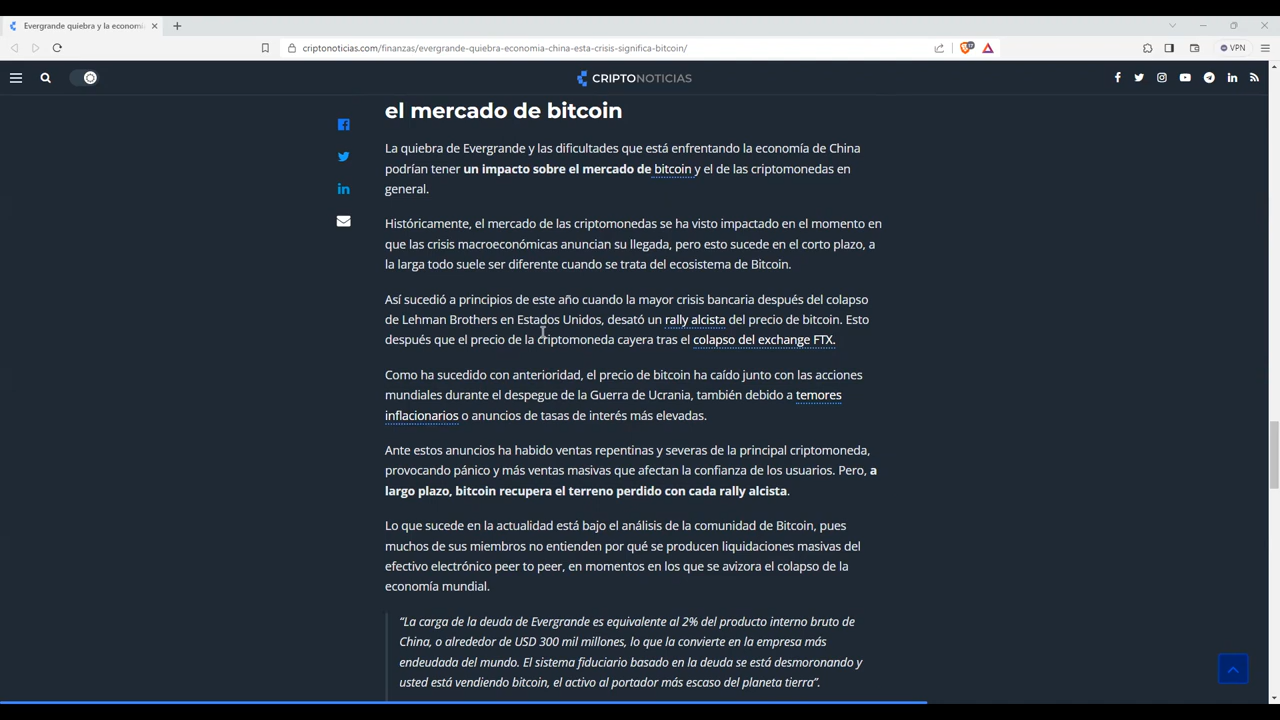 Evergrande quiebra y la economí
criptonoticias.com/finanzas/evergrande-quiebra-economia-china-esta-crisis-significa-bitcoin/
VPN
CRIPTONOTICIAS
el mercado de bitcoin
La quiebra de Evergrande y las dificultades que está enfrentando la economía de China
podrían tener un impacto sobre el mercado de bitcoin y el de las criptomonedas en
general.
Históricamente, el mercado de las criptomonedas se ha visto impactado en el momento en
que las crisis macroeconómicas anuncian su llegada, pero esto sucede en el corto plazo, a
la larga todo suele ser diferente cuando se trata del ecosistema de Bitcoin.
Así sucedió a principios de este año cuando la mayor crisis bancaria después del colapso
de Lehman Brothers en Estados Unidos, desató un rally alcista del precio de bitcoin. Esto
después que el precio de la criptomoneda cayera tras el colapso del exchange FTX.
Como ha sucedido con anterioridad, el precio de bitcoin ha caído junto con las acciones
mundiales durante el despegue de la Guerra de Ucrania, también debido a temores
inflacionarios o anuncios de tasas de interés más elevadas.
Ante estos anuncios ha habido ventas repentinas y severas de la principal criptomoneda,
provocando pánico y más ventas masivas que afectan la confianza de los usuarios. Pero, a
largo plazo, bitcoin recupera el terreno perdido con cada rally alcista.
Lo que sucede en la actualidad está bajo el análisis de la comunidad de Bitcoin, pues
muchos de sus miembros no entienden por qué se producen liquidaciones masivas del
efectivo electrónico peer to peer, en momentos en los que se avizora el colapso de la
economía mundial.
“La carga de la deuda de Evergrande es equivalente al 2% del producto interno bruto de
China, o alrededor de USD 300 mil millones, lo que la convierte en la empresa más
endeudada del mundo. El sistema fiduciario basado en la deuda se está desmoronando y
usted está vendiendo bitcoin, el activo al portador más escaso del planeta tierra”.